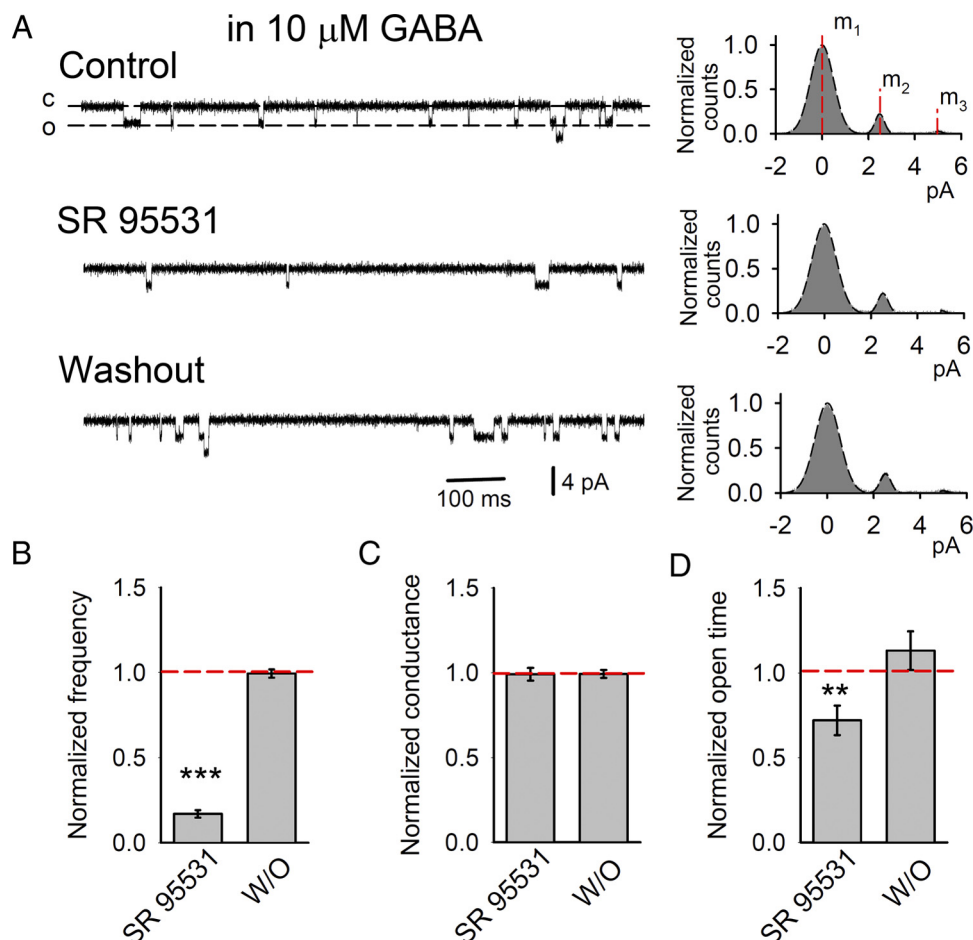 A
in 10 μM GABA
Control
c
o
Normalized
counts
1.0
0.5
0.0
m1
m2
m3
-2 0 2 4 6
pA
SR 95531
Normalized
counts
1.0
0.5
0.0
-2 0 2 4 6
pA
Washout
100 ms
4 pA
Normalized
counts
1.0
0.5
0.0
-2 0 2 4 6
pA
B
Normalized frequency
1.5
1.0
0.5
0.0
***
SR 95531
W/O
C
Normalized conductance
1.5
1.0
0.5
0.0
SR 95531
W/O
D
Normalized open time
1.5
1.0
0.5
0.0
**
SR 95531
W/O